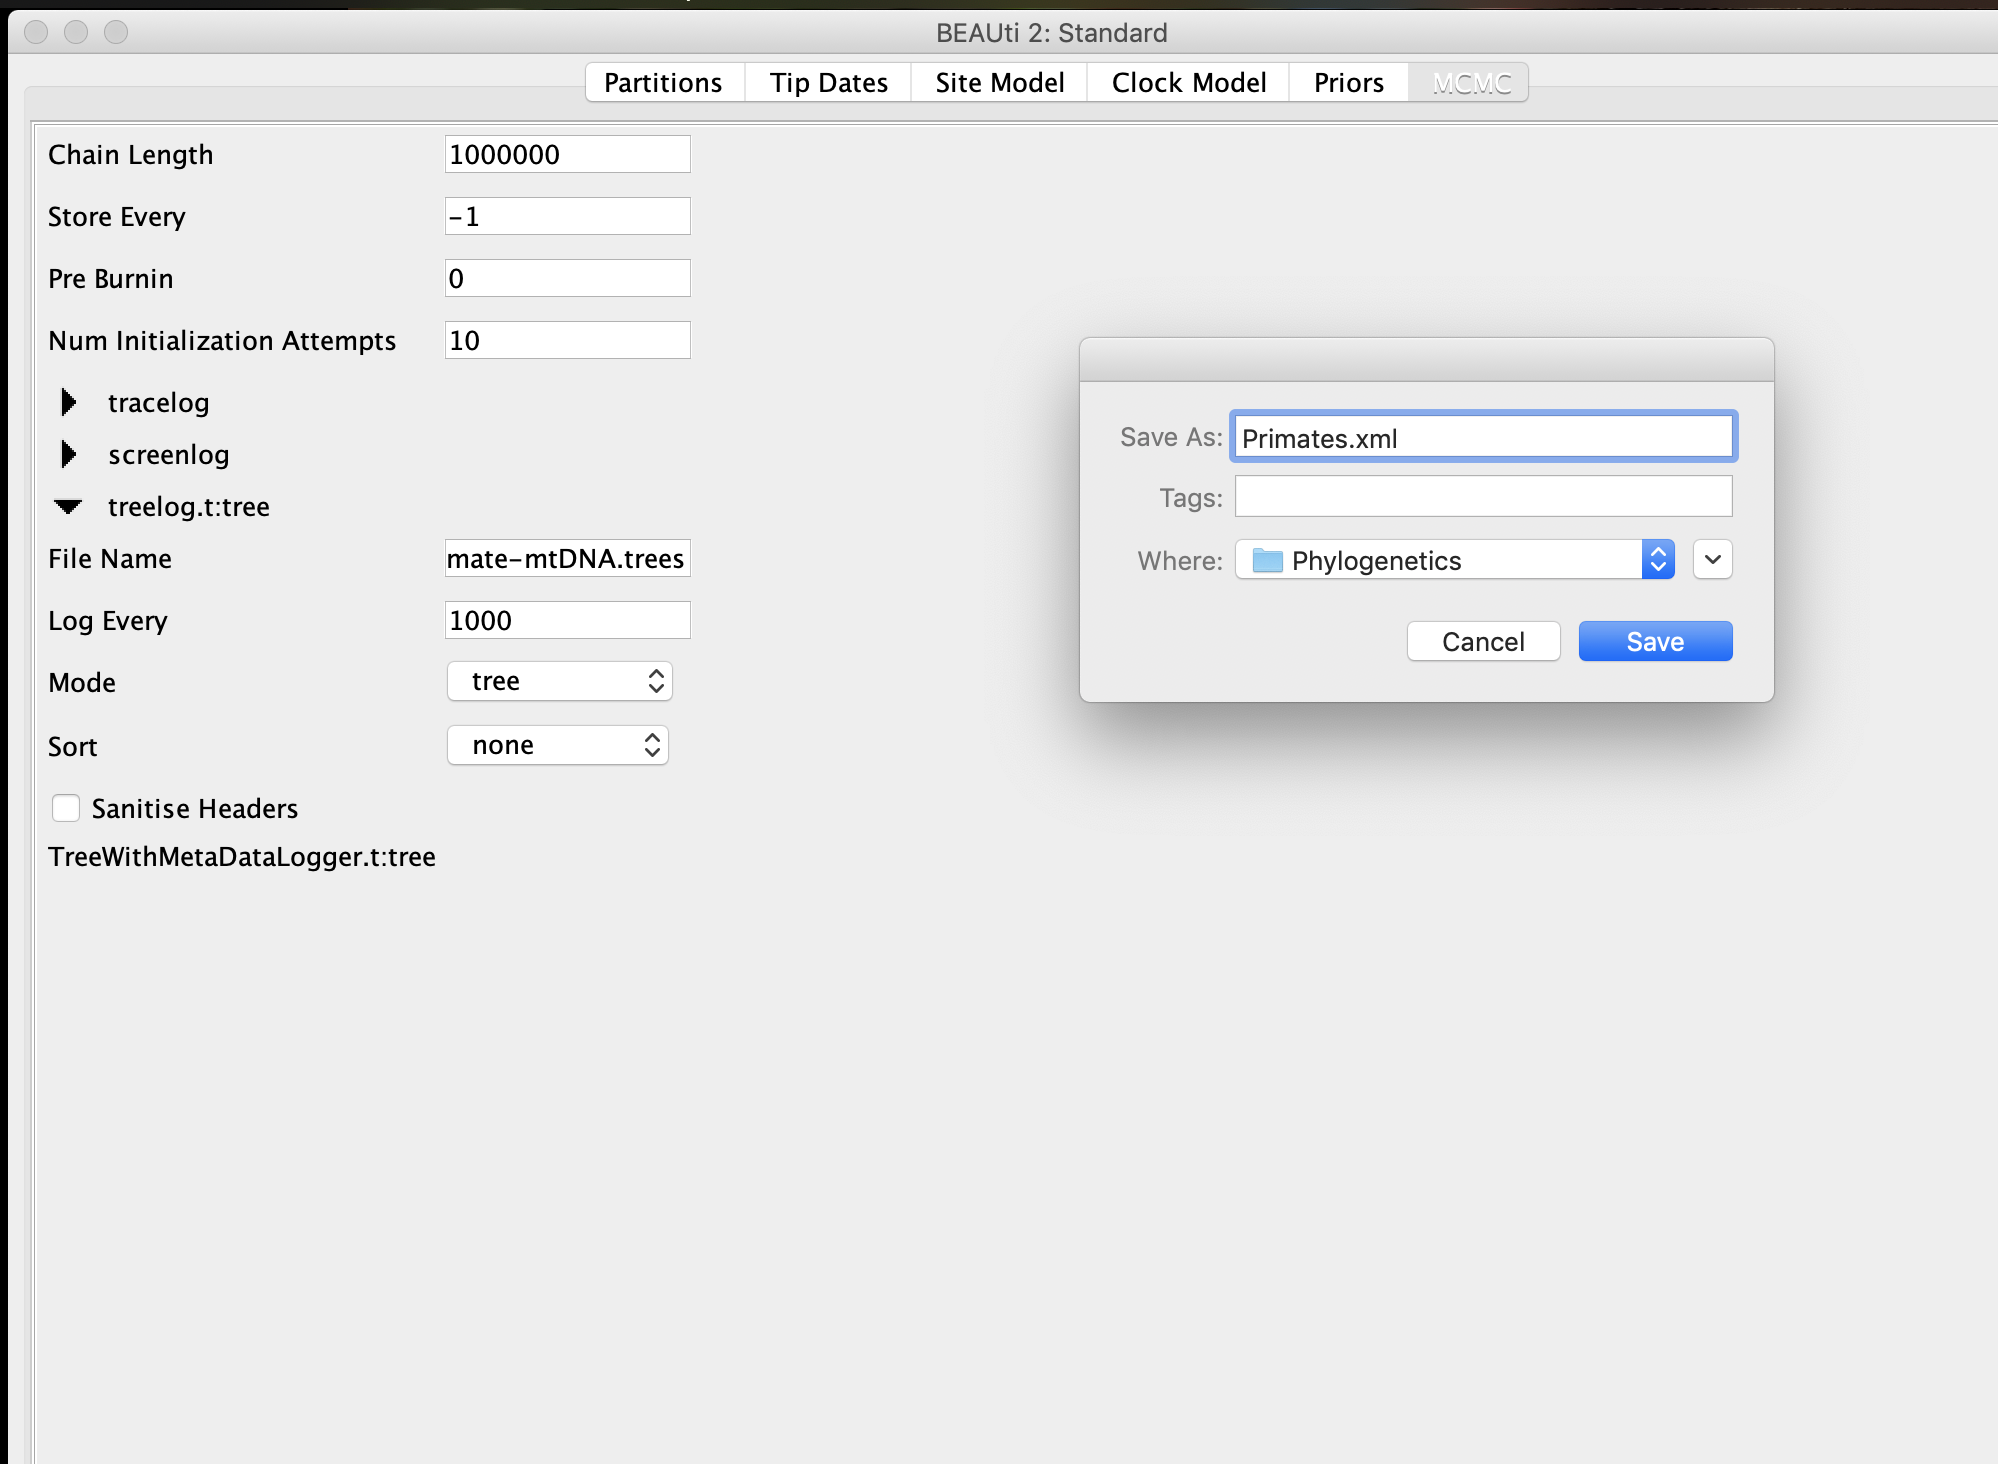 BEAUti 2: Standard
Partitions Tip Dates Site Model Clock Model Priors MCMC
Chain Length 1000000
Store Every -1
Pre Burnin 0
Num Initialization Attempts 10
tracelog
screenlog
treelog.t:tree
File Name mate-mtDNA.trees
Log Every 1000
Mode tree
Sort none
Sanitise Headers
TreeWithMetaDataLogger.t:tree
Save As: Primates.xml
Tags:
Where: Phylogenetics
Cancel Save